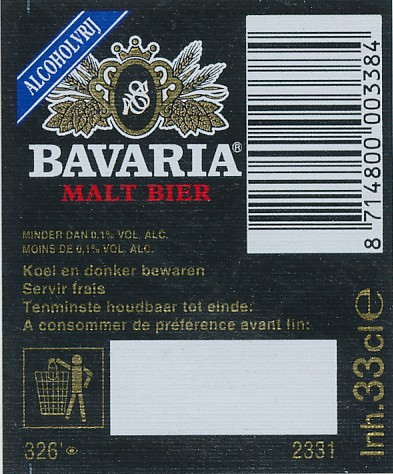 ALCOHOLVRIJ
BAVARIA®
MALT BIER
MINDER DAN 0.1% VOL. ALC.
MOINS DE 0,1% VOL. ALC.
Koel en donker bewaren
Servir frais
Tenminste houdbaar tot einde:
A consommer de préférence avant fin:
326'
2331
8 714800 003384
Inh. 33cl e